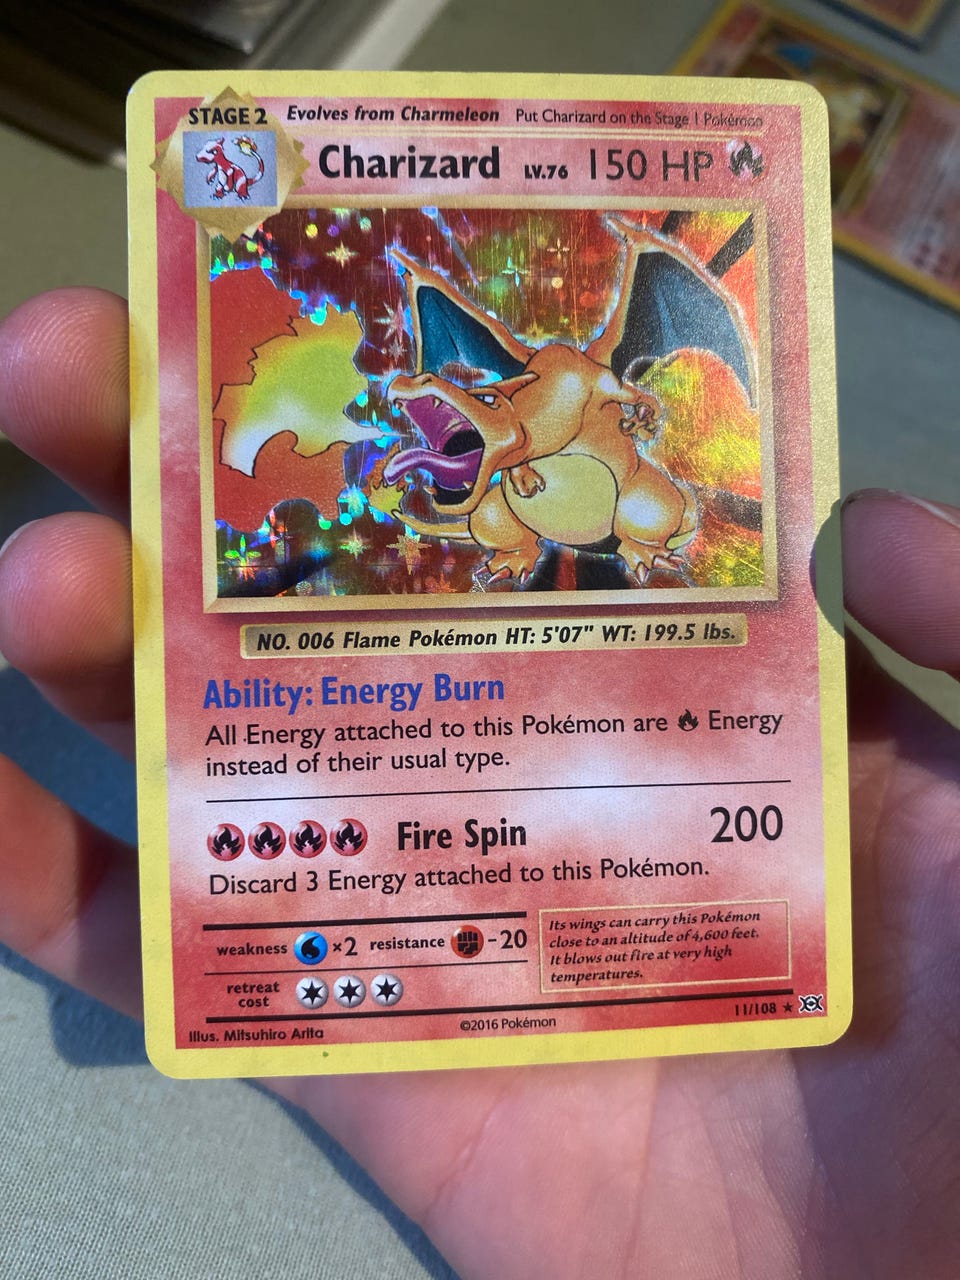 STAGE 2 Evolves from Charmeleon Put Charizard on the Stage 1 Pokémon
Charizard LV.76 150 HP
NO. 006 Flame Pokémon HT: 5'07" WT: 199.5 lbs.
Ability: Energy Burn
All Energy attached to this Pokémon are Energy
instead of their usual type.
Fire Spin 200
Discard 3 Energy attached to this Pokémon.
weakness ×2 resistance -20
retreat
cost
Its wings can carry this Pokémon
close to an altitude of 4,600 feet.
It blows out fire at very high
temperatures.
11/108
Illus. Mitsuhiro Arita ©2016 Pokémon